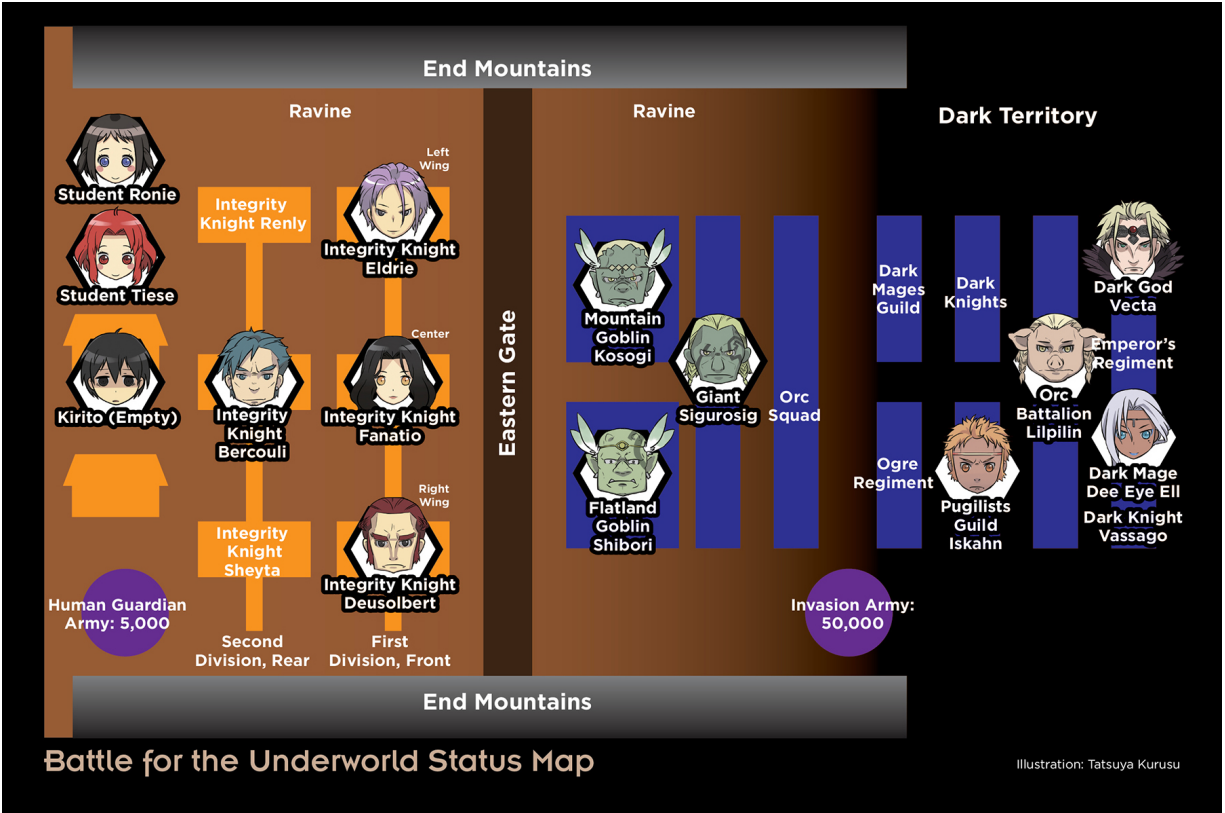 End Mountains
Ravine
Ravine
Dark Territory
Left
Wing
Student Ronie
Integrity
Knight Renly
Integrity Knight
Eldrie
Student Tiese
Center
Kirito (Empty)
Integrity
Knight
Bercouli
Integrity Knight
Fanatio
Right
Wing
Integrity
Knight
Sheyta
Integrity Knight
Deusolbert
Human Guardian
Army: 5,000
Second
Division, Rear
First
Division, Front
Eastern Gate
Mountain
Goblin
Kosogi
Flatland
Goblin
Shibori
Giant
Sigurosig
Orc
Squad
Dark
Mages
Guild
Dark
Knights
Ogre
Regiment
Pugilists
Guild
Iskahn
Orc
Battalion
Lilpilin
Dark God
Vecta
Emperor's
Regiment
Dark Mage
Dee Eye Ell
Dark Knight
Vassago
Invasion Army:
50,000
End Mountains
Battle for the Underworld Status Map
Illustration: Tatsuya Kurusu